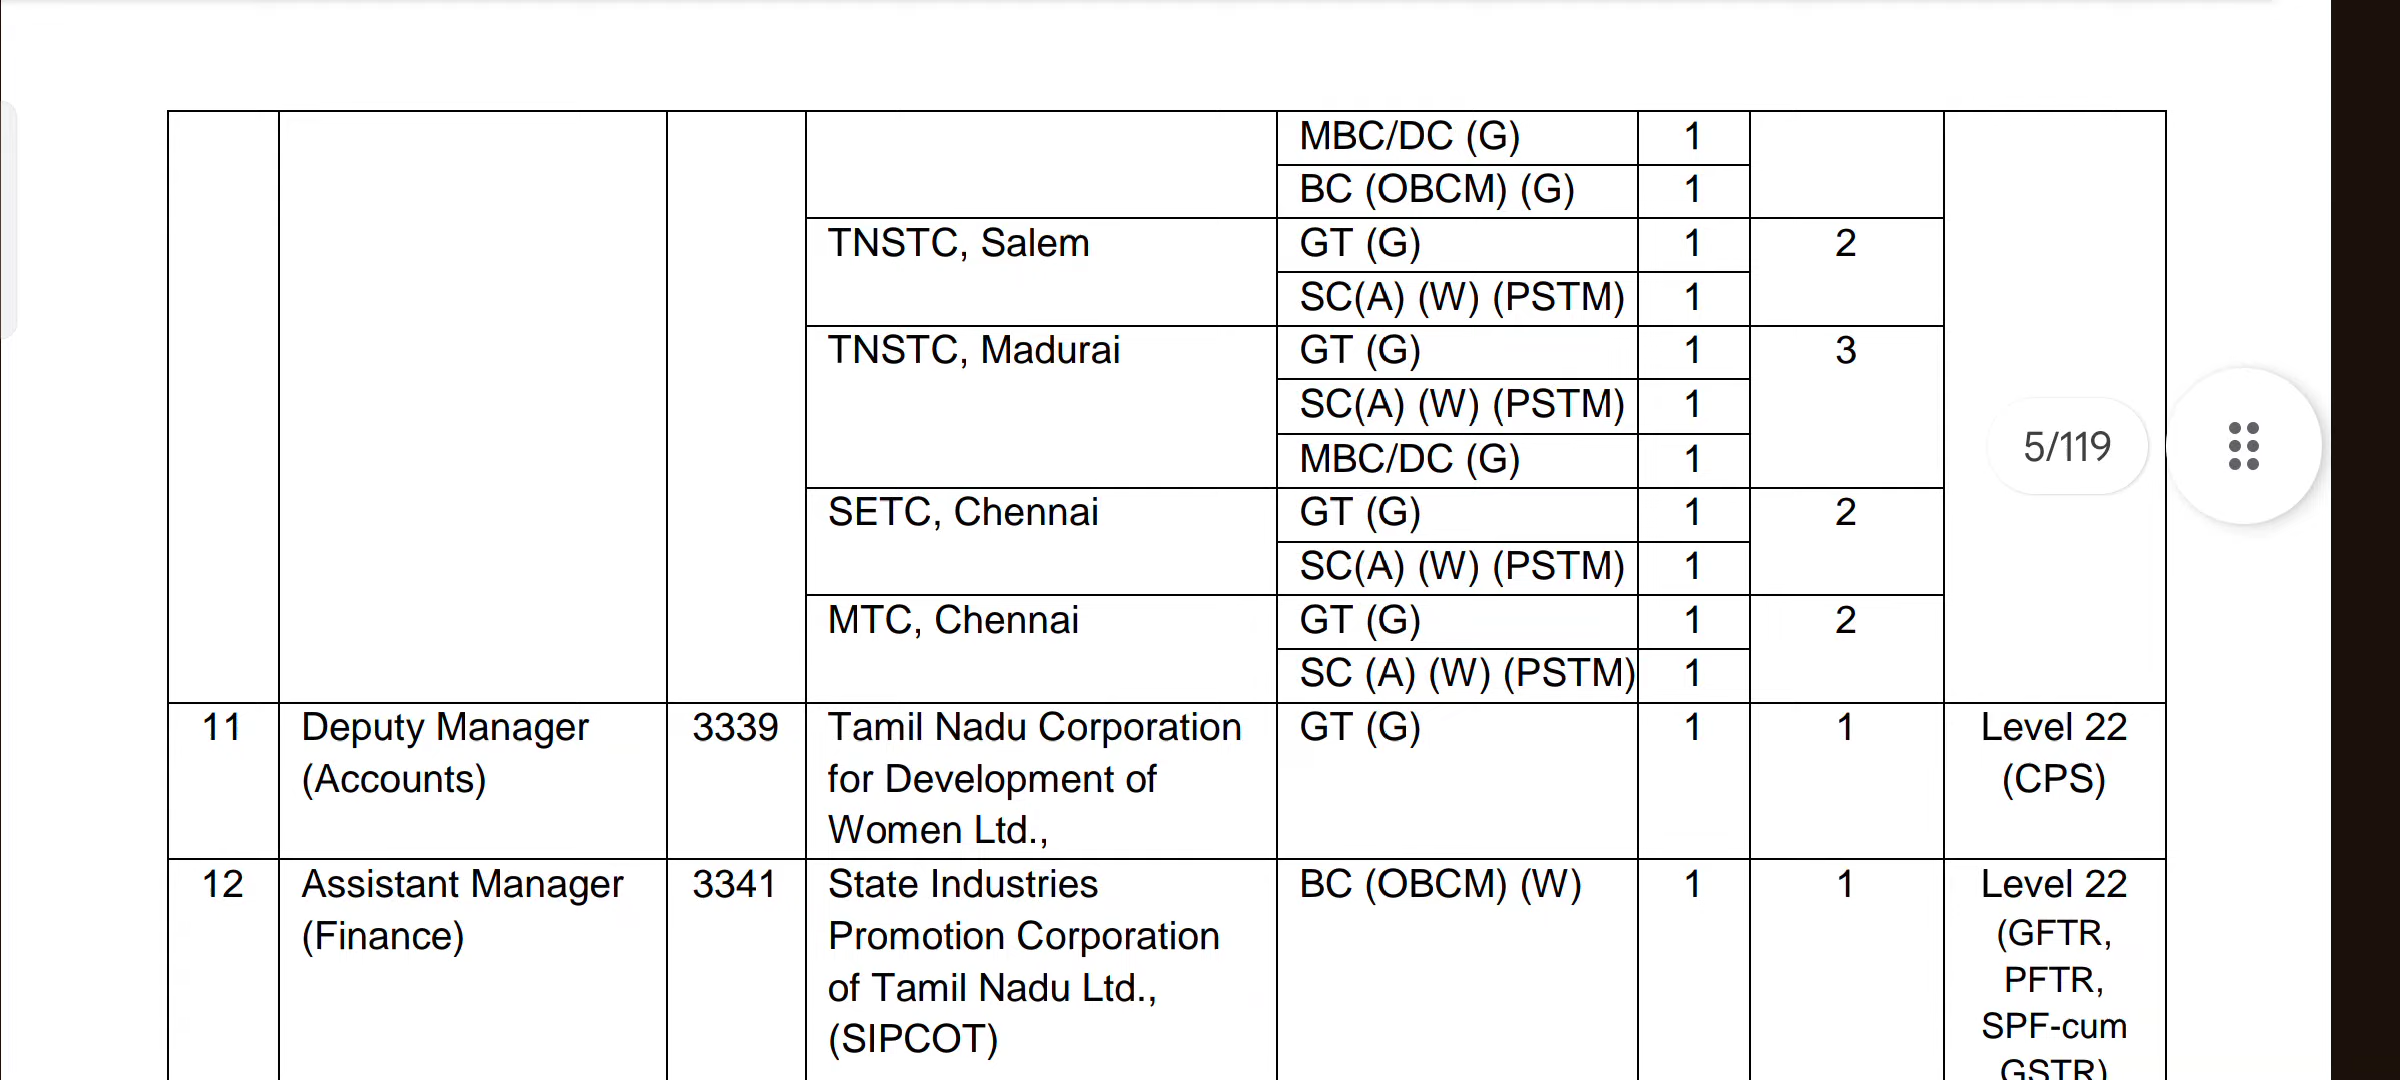 MBC/DC (G) 1
BC (OBCM) (G) 1
TNSTC, Salem GT (G) 1 2
SC(A) (W) (PSTM) 1
TNSTC, Madurai GT (G) 1 3
SC(A) (W) (PSTM) 1
MBC/DC (G) 1
5/119
SETC, Chennai GT (G) 1 2
SC(A) (W) (PSTM) 1
MTC, Chennai GT (G) 1 2
SC (A) (W) (PSTM) 1
11 Deputy Manager 3339 Tamil Nadu Corporation GT (G) 1 1 Level 22
(Accounts) for Development of (CPS)
Women Ltd.,
12 Assistant Manager 3341 State Industries BC (OBCM) (W) 1 1 Level 22
(Finance) Promotion Corporation (GFTR,
of Tamil Nadu Ltd., PFTR,
(SIPCOT) SPF-cum
GSTR)